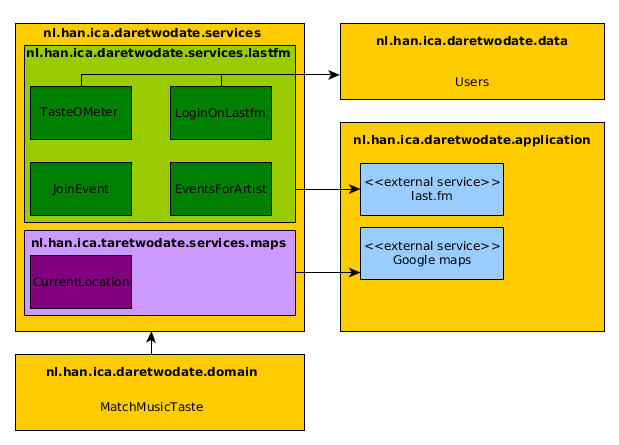 nl.han.ica.daretwodate.services
nl.han.ica.daretwodate.services.lastfm
TasteOMeter
LoginOnLastfm
JoinEvent
EventsForArtist
nl.han.ica.taretwodate.services.maps
CurrentLocation
nl.han.ica.daretwodate.data
Users
nl.han.ica.daretwodate.application
<<external service>>
last.fm
<<external service>>
Google maps
nl.han.ica.daretwodate.domain
MatchMusicTaste